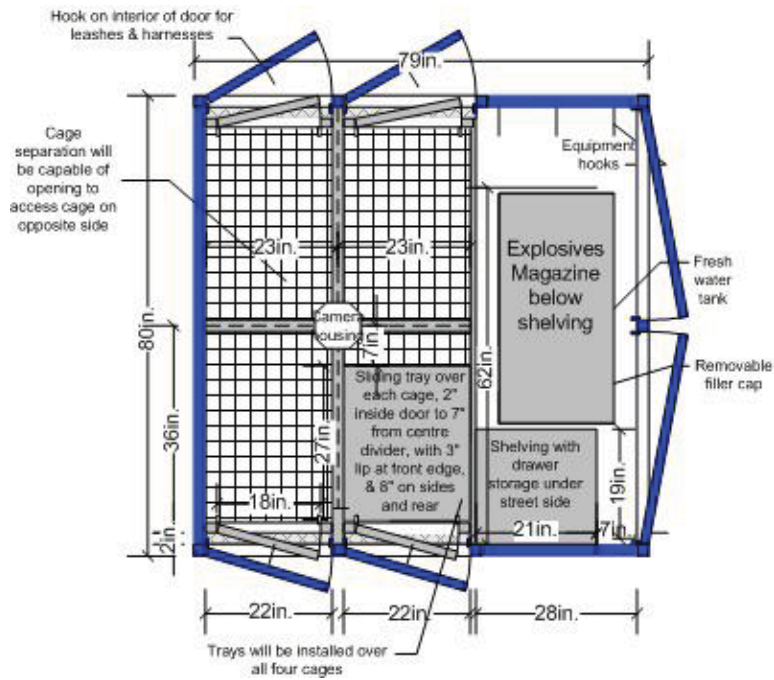 Hook on interior of door for
leashes & harnesses
79in.
Cage
separation will
be capable of
opening to
access cage on
opposite side
Equipment
hooks
23in.
23in.
Explosives
Magazine
below
shelving
Fresh
water
tank
Camera
housing
80in.
7in.
62in.
Removable
filler cap
36in.
27in.
Sliding tray over
each cage, 2"
inside door to 7"
from centre
divider, with 3"
lip at front edge,
& 8" on sides
and rear
Shelving with
drawer
storage under
street side
19in.
18in.
21in.
7in.
2in.
22in.
22in.
28in.
Trays will be installed over
all four cages